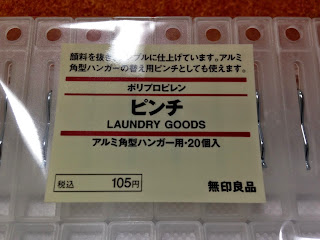 顔料を抜きシンプルに仕上げています。アルミ
角型ハンガーの替え用ピンチとしても使えます。
ポリプロピレン
ピンチ
LAUNDRY GOODS
アルミ角型ハンガー用・20個入
税込 105円
無印良品